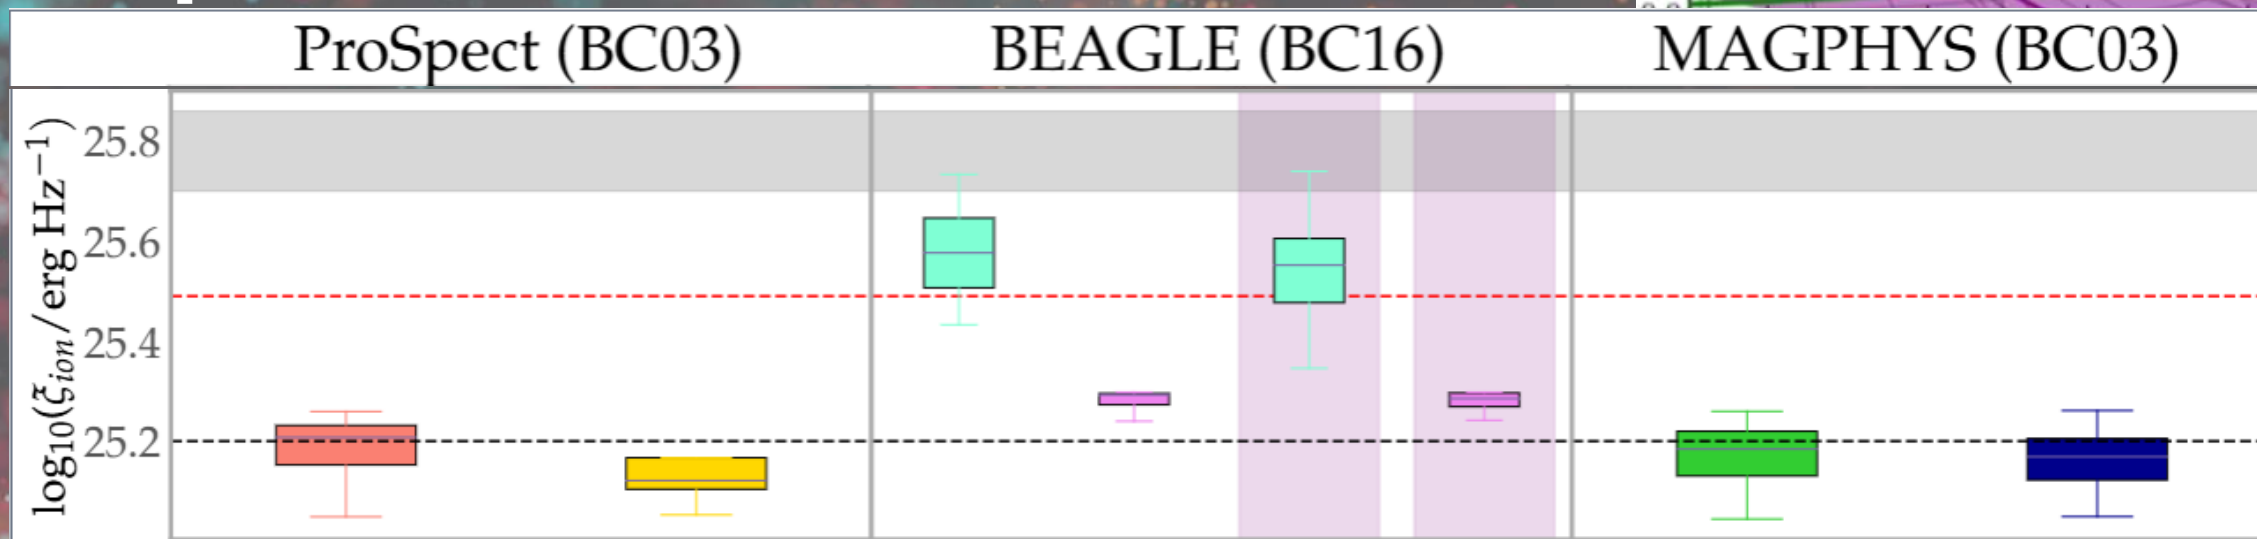 ProSpect (BC03) BEAGLE (BC16) MAGPHYS (BC03)
log₁₀(ξᵢₒₙ/erg Hz⁻¹)
25.8
25.6
25.4
25.2